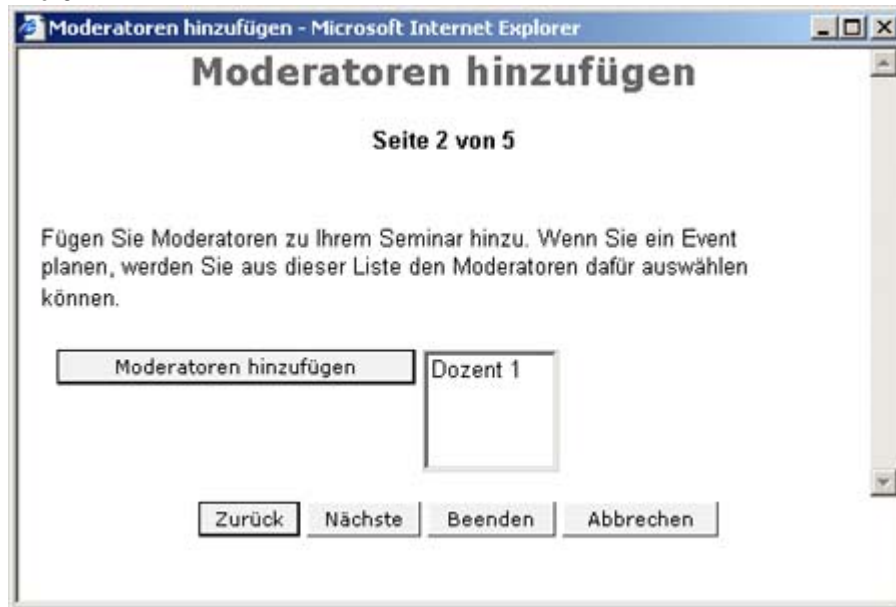 Moderatoren hinzufügen - Microsoft Internet Explorer
Moderatoren hinzufügen
Seite 2 von 5
Fügen Sie Moderatoren zu Ihrem Seminar hinzu. Wenn Sie ein Event
planen, werden Sie aus dieser Liste den Moderatoren dafür auswählen
können.
Moderatoren hinzufügen Dozent 1
Zurück Nächste Beenden Abbrechen